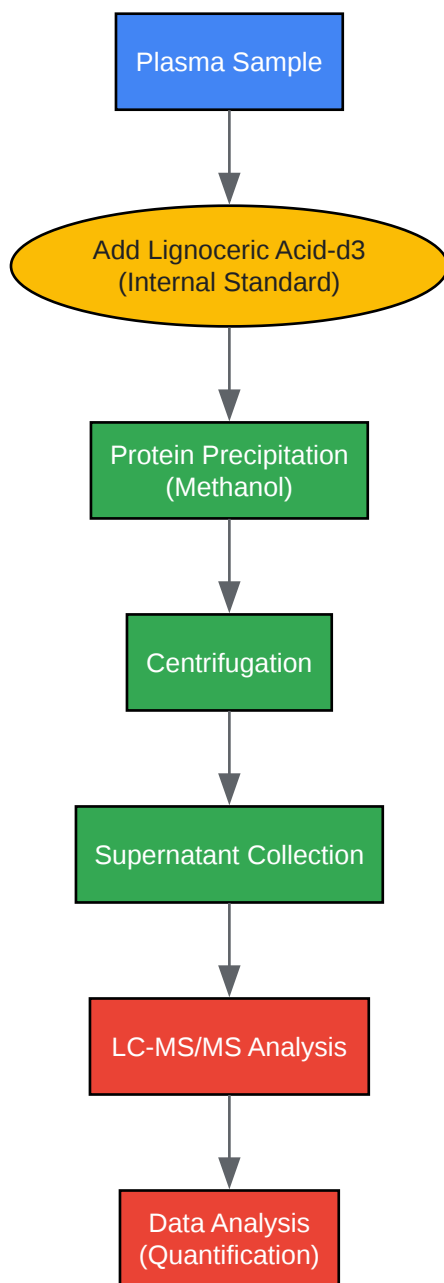 Plasma Sample
Add Lignoceric Acid-d3
(Internal Standard)
Protein Precipitation
(Methanol)
Centrifugation
Supernatant Collection
LC-MS/MS Analysis
Data Analysis
(Quantification)